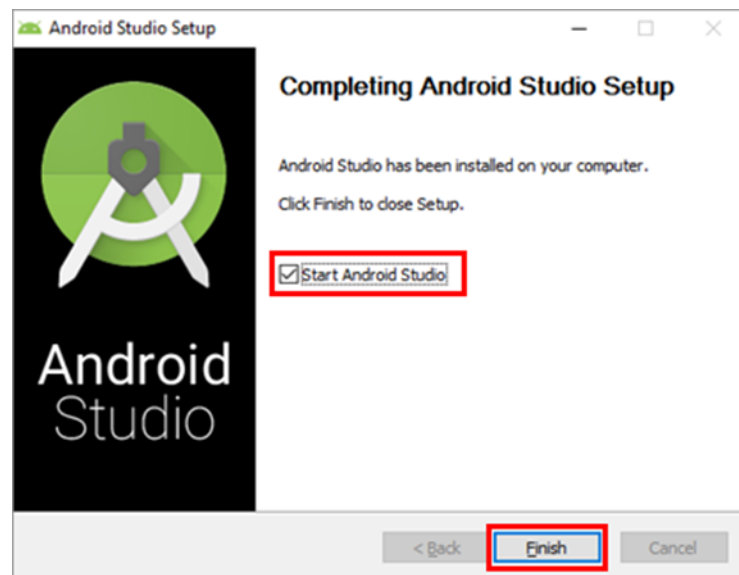 Android Studio Setup
Completing Android Studio Setup
Android Studio has been installed on your computer.
Click Finish to close Setup.
Start Android Studio
Android
Studio
< Back Finish Cancel